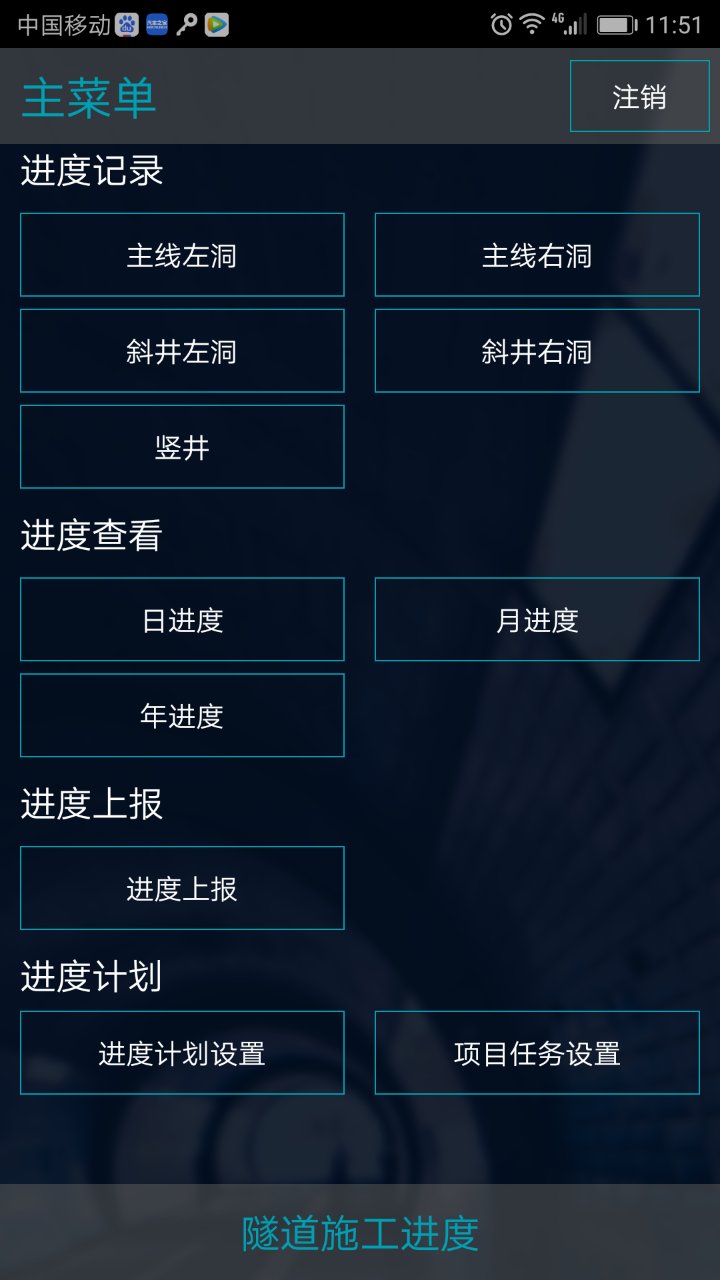 中国移动 4G 11:51
主菜单 注销
进度记录
主线左洞 主线右洞
斜井左洞 斜井右洞
竖井
进度查看
日进度 月进度
年进度
进度上报
进度上报
进度计划
进度计划设置 项目任务设置
隧道施工进度